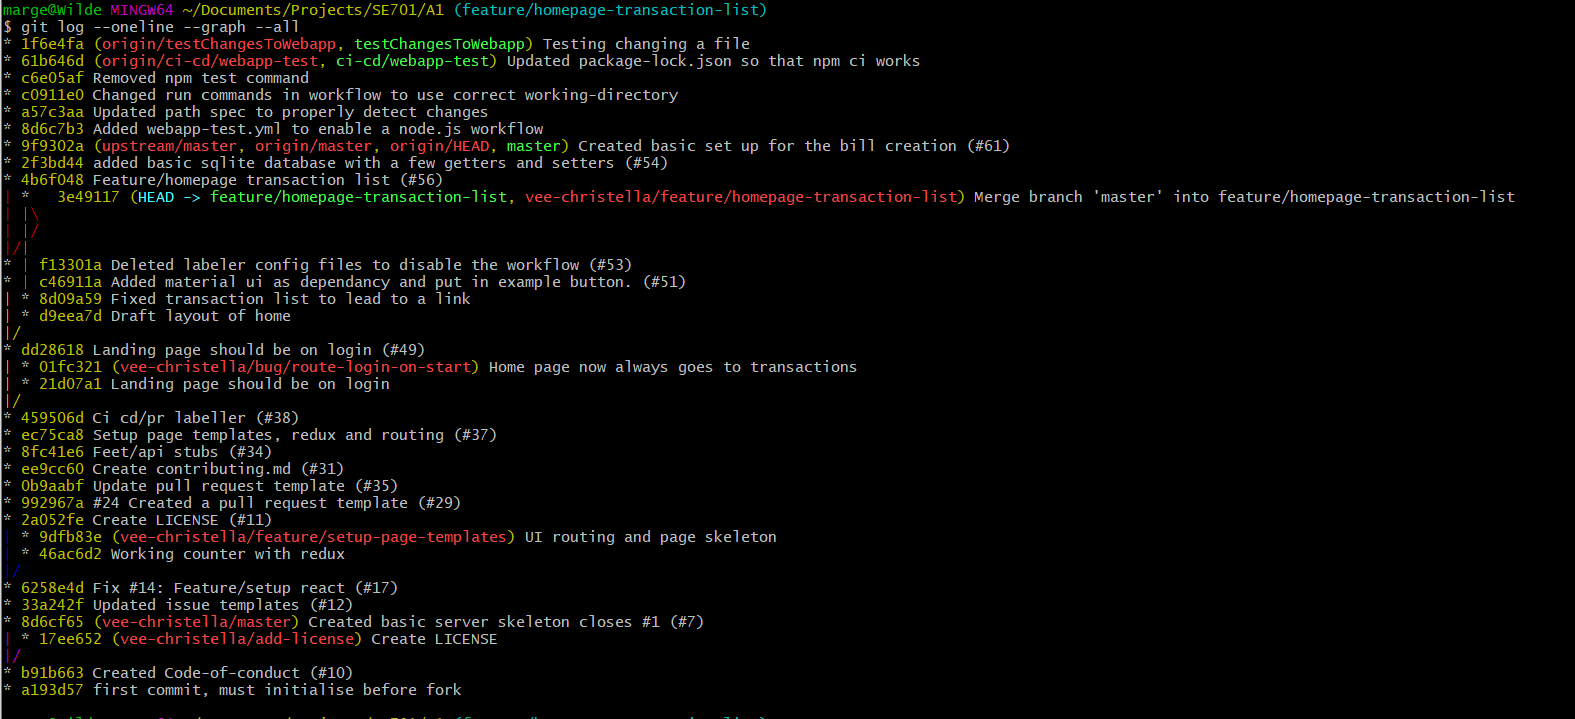 marge@Wilde MINGW64 ~/Documents/Projects/SE701/A1 (feature/homepage-transaction-list)
$ git log --oneline --graph --all
* 1f6e4fa (origin/testChangesToWebapp, testChangesToWebapp) Testing changing a file
* 61b646d (origin/ci-cd/webapp-test, ci-cd/webapp-test) Updated package-lock.json so that npm ci works
* c6e05af Removed npm test command
* c0911e0 Changed run commands in workflow to use correct working-directory
* a57c3aa Updated path spec to properly detect changes
* 8d6c7b3 Added webapp-test.yml to enable a node.js workflow
* 9f9302a (upstream/master, origin/master, origin/HEAD, master) Created basic set up for the bill creation (#61)
* 2f3bd44 added basic sqlite database with a few getters and setters (#54)
* 4b6f048 Feature/homepage transaction list (#56)
| *   3e49117 (HEAD -> feature/homepage-transaction-list, vee-christella/feature/homepage-transaction-list) Merge branch 'master' into feature/homepage-transaction-list
| |\
| |/
|/|
* | f13301a Deleted labeler config files to disable the workflow (#53)
* | c46911a Added material ui as dependancy and put in example button. (#51)
| * 8d09a59 Fixed transaction list to lead to a link
| * d9eea7d Draft layout of home
|/
* dd28618 Landing page should be on login (#49)
| * 01fc321 (vee-christella/bug/route-login-on-start) Home page now always goes to transactions
| * 21d07a1 Landing page should be on login
|/
* 459506d Ci cd/pr labeller (#38)
* ec75ca8 Setup page templates, redux and routing (#37)
* 8fc41e6 Feet/api stubs (#34)
* ee9cc60 Create contributing.md (#31)
* 0b9aabf Update pull request template (#35)
* 992967a #24 Created a pull request template (#29)
* 2a052fe Create LICENSE (#11)
| * 9dfb83e (vee-christella/feature/setup-page-templates) UI routing and page skeleton
| * 46ac6d2 Working counter with redux
|/
* 6258e4d Fix #14: Feature/setup react (#17)
* 33a242f Updated issue templates (#12)
* 8d6cf65 (vee-christella/master) Created basic server skeleton closes #1 (#7)
| * 17ee652 (vee-christella/add-license) Create LICENSE
|/
* b91b663 Created Code-of-conduct (#10)
* a193d57 first commit, must initialise before fork